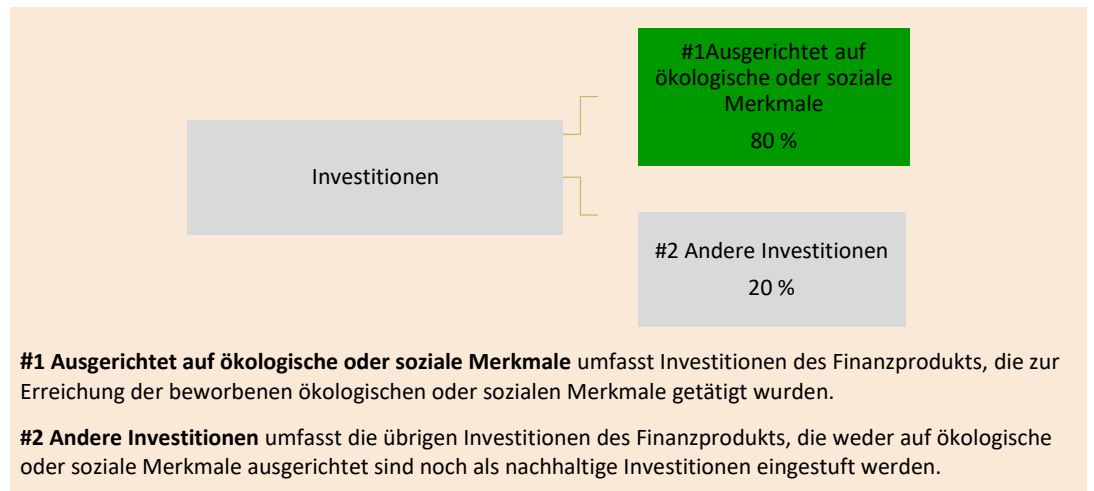 #1Ausgerichtet auf
ökologische oder soziale
Merkmale
80 %
Investitionen
#2 Andere Investitionen
20 %
#1 Ausgerichtet auf ökologische oder soziale Merkmale umfasst Investitionen des Finanzprodukts, die zur
Erreichung der beworbenen ökologischen oder sozialen Merkmale getätigt wurden.
#2 Andere Investitionen umfasst die übrigen Investitionen des Finanzprodukts, die weder auf ökologische
oder soziale Merkmale ausgerichtet sind noch als nachhaltige Investitionen eingestuft werden.